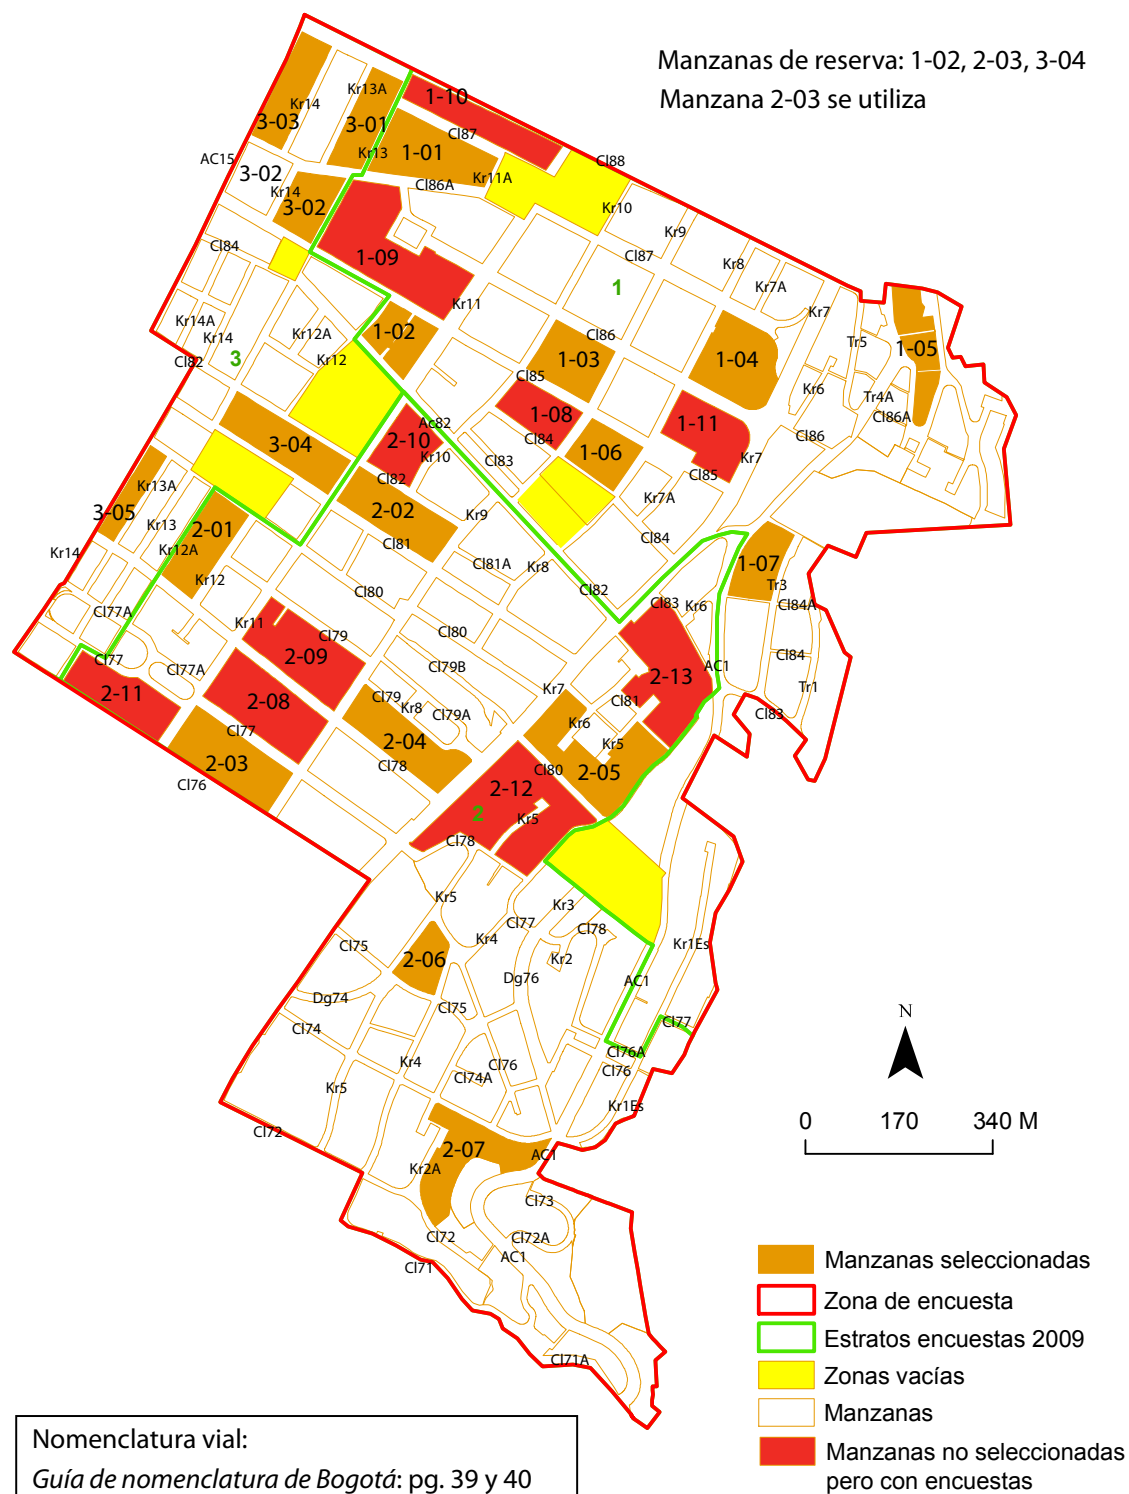 Manzanas de reserva: 1-02, 2-03, 3-04
Manzana 2-03 se utiliza
1-10
Kr13A
Kr14
3-03
3-01
Cl87
Kr13
1-01
AC15
Cl88
3-02
Kr11A
Cl86A
Kr14
3-02
Kr10
Kr9
Cl84
1-09
Cl87
Kr8
1
Kr7A
Kr11
Kr7
Kr14A
Kr14
Kr12A
1-02
Cl86
Tr5
1-05
Cl82
3
Kr12
1-03
1-04
Cl85
Kr6
Tr4A
1-08
Cl86A
Ac82
1-11
3-04
2-10
Cl84
Cl86
Kr10
1-06
Kr7
Cl83
Cl82
Cl85
Kr13A
Kr7A
3-05
2-02
Kr9
Kr13
2-01
Cl84
Kr14
Kr12A
Cl81
Cl81A
Kr8
1-07
Kr12
Cl80
Cl82
Tr3
Cl83
Kr6
Cl84A
Cl77A
Kr11
Cl79
Cl80
2-09
Cl84
Cl77
Cl77A
Cl79B
AC1
2-13
2-11
2-08
Kr7
Tr1
Cl79
Cl81
Kr8
Cl79A
Cl83
Kr6
Cl77
2-04
Kr5
2-03
Cl78
Cl80
2-05
Cl76
2-12
2
Kr5
Cl78
Kr5
Kr3
Cl77
Cl78
Cl75
Kr4
Kr1Es
2-06
Kr2
Dg76
AC1
Dg74
Cl75
Cl77
Cl74
Cl76A
Kr4
Cl76
Cl76
Cl74A
Kr5
Kr1Es
Cl72
2-07
AC1
Kr2A
Cl73
Cl72
Cl72A
AC1
Cl71
Cl71A
N
0 170 340 M
Manzanas seleccionadas
Zona de encuesta
Estratos encuestas 2009
Zonas vacías
Manzanas
Manzanas no seleccionadas
pero con encuestas
Nomenclatura vial:
Guía de nomenclatura de Bogotá: pg. 39 y 40